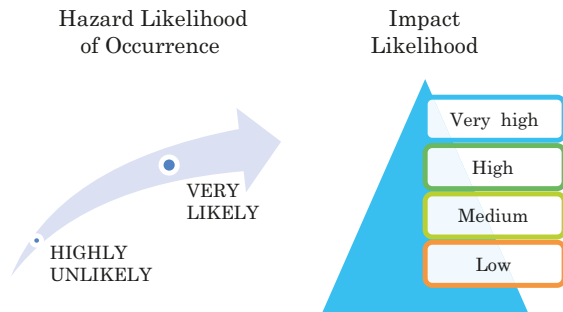 Hazard Likelihood
of Occurrence
VERY
LIKELY
HIGHLY
UNLIKELY
Impact
Likelihood
Very high
High
Medium
Low